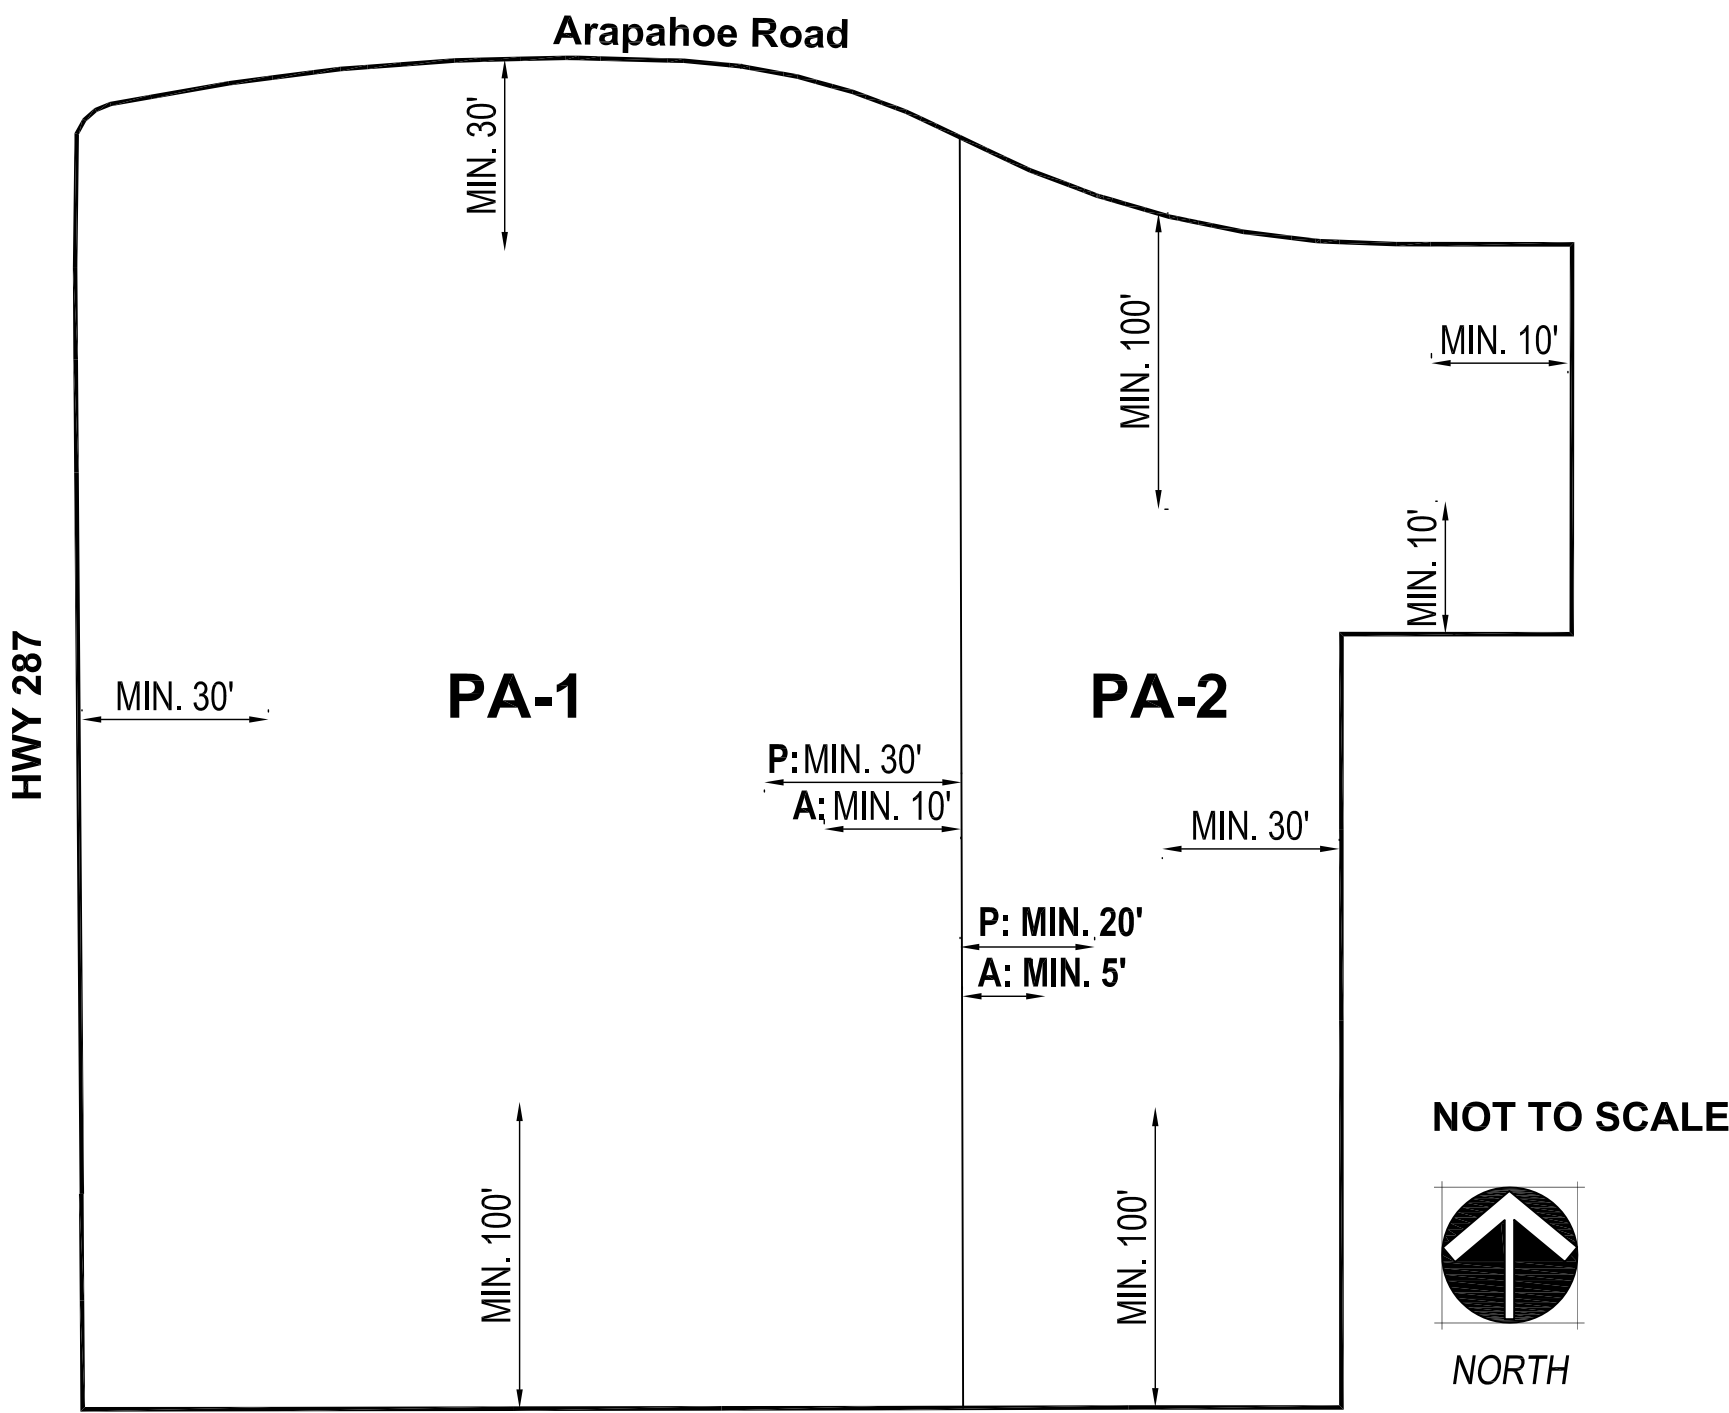 Arapahoe Road
MIN. 30'
MIN. 100'
MIN. 10'
MIN. 10'
HWY 287
MIN. 30'
PA-1
PA-2
P: MIN. 30'
A: MIN. 10'
MIN. 30'
P: MIN. 20'
A: MIN. 5'
MIN. 100'
MIN. 100'
NOT TO SCALE
NORTH